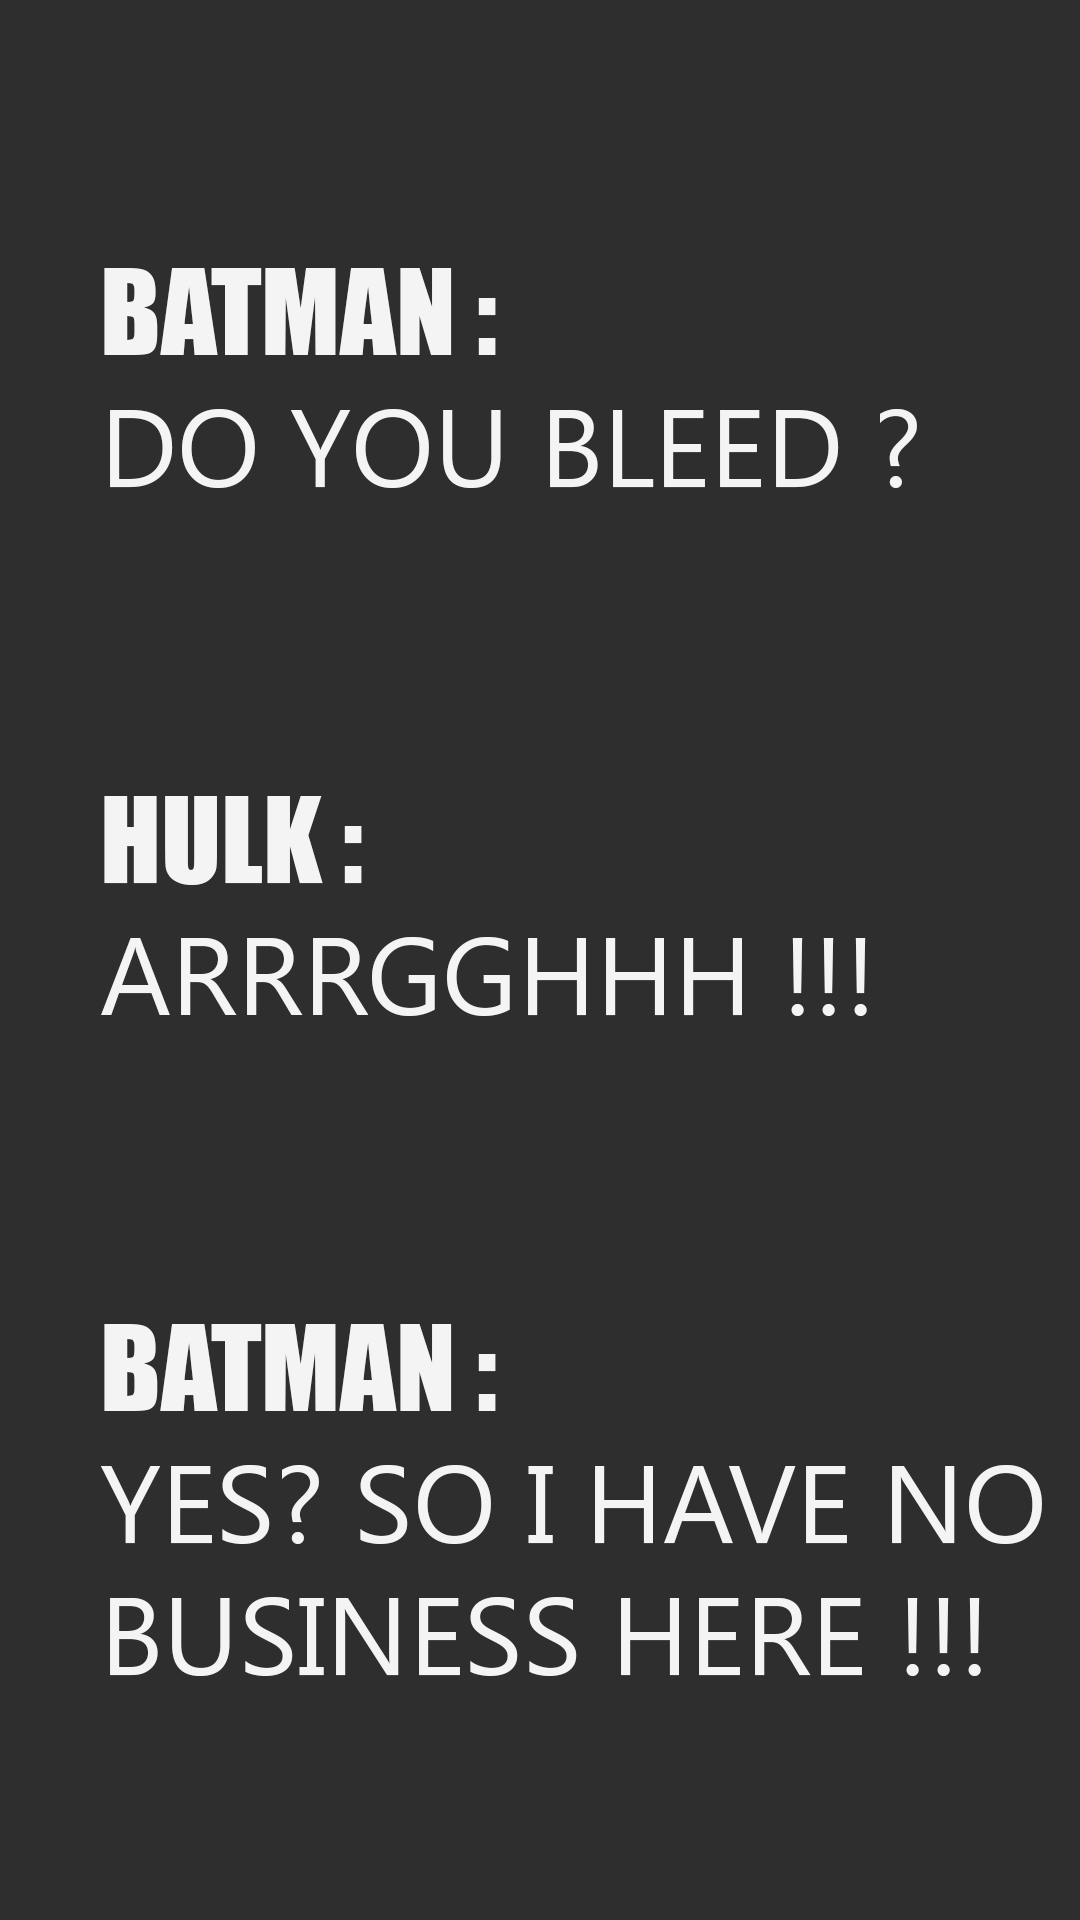 BATMAN :
DO YOU BLEED ?
HULK :
ARRRGGHHH !!!
BATMAN :
YES? SO I HAVE NO
BUSINESS HERE !!!